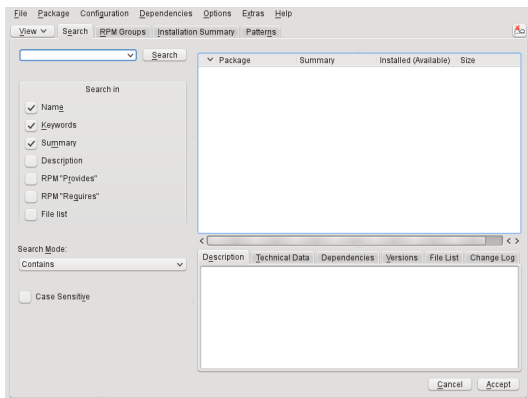 File Package Configuration Dependencies Options Extras Help
View Search RPM Groups Installation Summary Patterns
Search
Package Summary Installed (Available) Size
Search in
Name
Keywords
Summary
Description
RPM "Provides"
RPM "Requires"
File list
Search Mode:
Contains
Description Technical Data Dependencies Versions File List Change Log
Case Sensitive
Cancel Accept